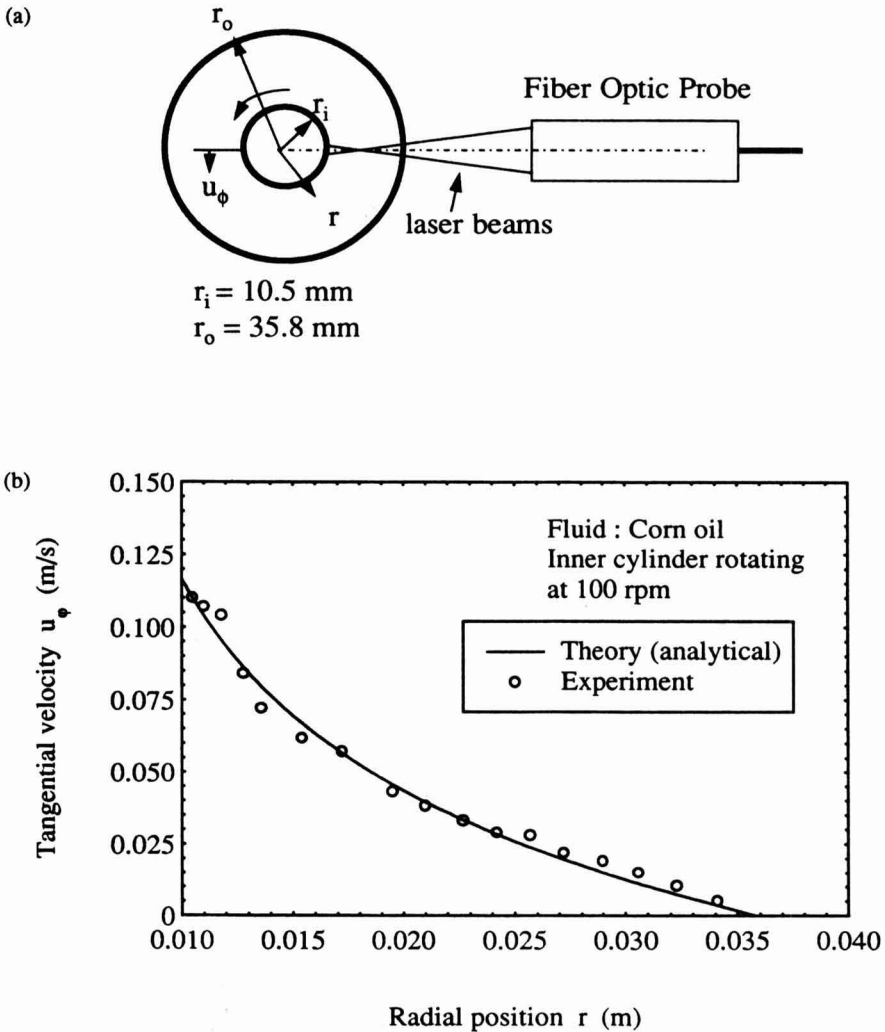 (a)
r_o
r_i
u_φ
r
Fiber Optic Probe
laser beams
r_i = 10.5 mm
r_o = 35.8 mm
(b)
Tangential velocity u_φ (m/s)
0.150
0.125
0.100
0.075
0.050
0.025
0
Fluid : Corn oil
Inner cylinder rotating
at 100 rpm
Theory (analytical)
Experiment
0.010 0.015 0.020 0.025 0.030 0.035 0.040
Radial position r (m)